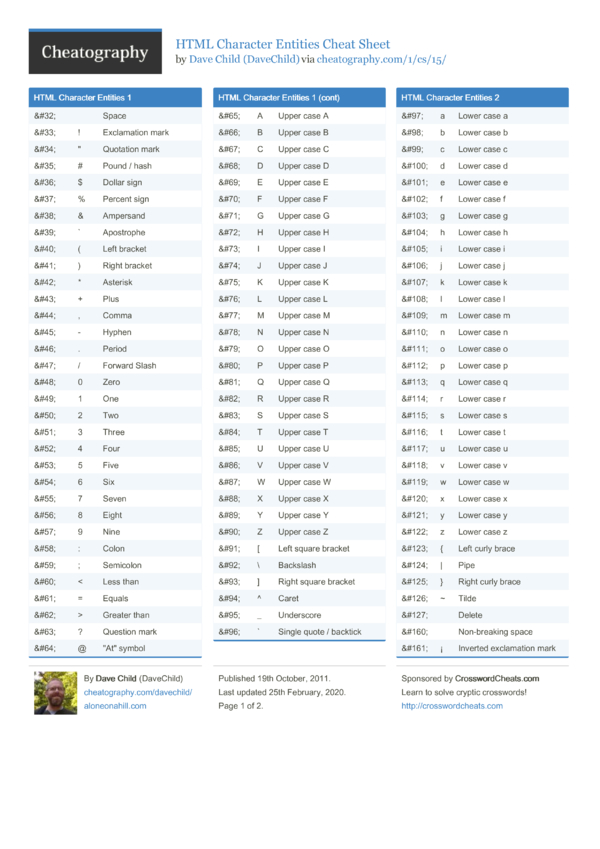 Cheatography
HTML Character Entities Cheat Sheet
by Dave Child (DaveChild) via cheatography.com/1/cs/15/
HTML Character Entities 1
&#32; Space
&#33; ! Exclamation mark
&#34; " Quotation mark
&#35; # Pound / hash
&#36; $ Dollar sign
&#37; % Percent sign
&#38; & Ampersand
&#39; ` Apostrophe
&#40; ( Left bracket
&#41; ) Right bracket
&#42; * Asterisk
&#43; + Plus
&#44; , Comma
&#45; - Hyphen
&#46; . Period
&#47; / Forward Slash
&#48; 0 Zero
&#49; 1 One
&#50; 2 Two
&#51; 3 Three
&#52; 4 Four
&#53; 5 Five
&#54; 6 Six
&#55; 7 Seven
&#56; 8 Eight
&#57; 9 Nine
&#58; : Colon
&#59; ; Semicolon
&#60; < Less than
&#61; = Equals
&#62; > Greater than
&#63; ? Question mark
&#64; @ "At" symbol
HTML Character Entities 1 (cont)
&#65; A Upper case A
&#66; B Upper case B
&#67; C Upper case C
&#68; D Upper case D
&#69; E Upper case E
&#70; F Upper case F
&#71; G Upper case G
&#72; H Upper case H
&#73; I Upper case I
&#74; J Upper case J
&#75; K Upper case K
&#76; L Upper case L
&#77; M Upper case M
&#78; N Upper case N
&#79; O Upper case O
&#80; P Upper case P
&#81; Q Upper case Q
&#82; R Upper case R
&#83; S Upper case S
&#84; T Upper case T
&#85; U Upper case U
&#86; V Upper case V
&#87; W Upper case W
&#88; X Upper case X
&#89; Y Upper case Y
&#90; Z Upper case Z
&#91; [ Left square bracket
&#92; \ Backslash
&#93; ] Right square bracket
&#94; ^ Caret
&#95; _ Underscore
&#96; ` Single quote / backtick
HTML Character Entities 2
&#97; a Lower case a
&#98; b Lower case b
&#99; c Lower case c
&#100; d Lower case d
&#101; e Lower case e
&#102; f Lower case f
&#103; g Lower case g
&#104; h Lower case h
&#105; i Lower case i
&#106; j Lower case j
&#107; k Lower case k
&#108; l Lower case l
&#109; m Lower case m
&#110; n Lower case n
&#111; o Lower case o
&#112; p Lower case p
&#113; q Lower case q
&#114; r Lower case r
&#115; s Lower case s
&#116; t Lower case t
&#117; u Lower case u
&#118; v Lower case v
&#119; w Lower case w
&#120; x Lower case x
&#121; y Lower case y
&#122; z Lower case z
&#123; { Left curly brace
&#124; | Pipe
&#125; } Right curly brace
&#126; ~ Tilde
&#127; Delete
&#160; Non-breaking space
&#161; ¡ Inverted exclamation mark
By Dave Child (DaveChild)
cheatography.com/davechild/
aloneonahill.com
Published 19th October, 2011.
Last updated 25th February, 2020.
Page 1 of 2.
Sponsored by CrosswordCheats.com
Learn to solve cryptic crosswords!
http://crosswordcheats.com